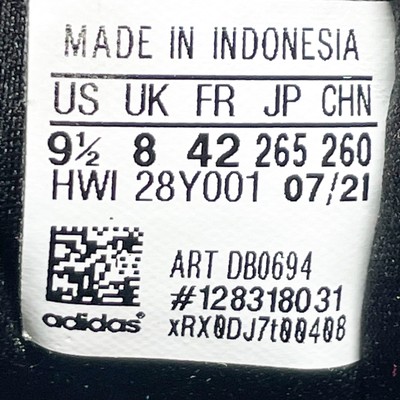 MADE IN INDONESIA
US UK FR JP CHN
9½ 8 42 265 260
HWI 28Y001 07/21
ART DB0694
#128318031
adidas®
xRX0DJ7t00408